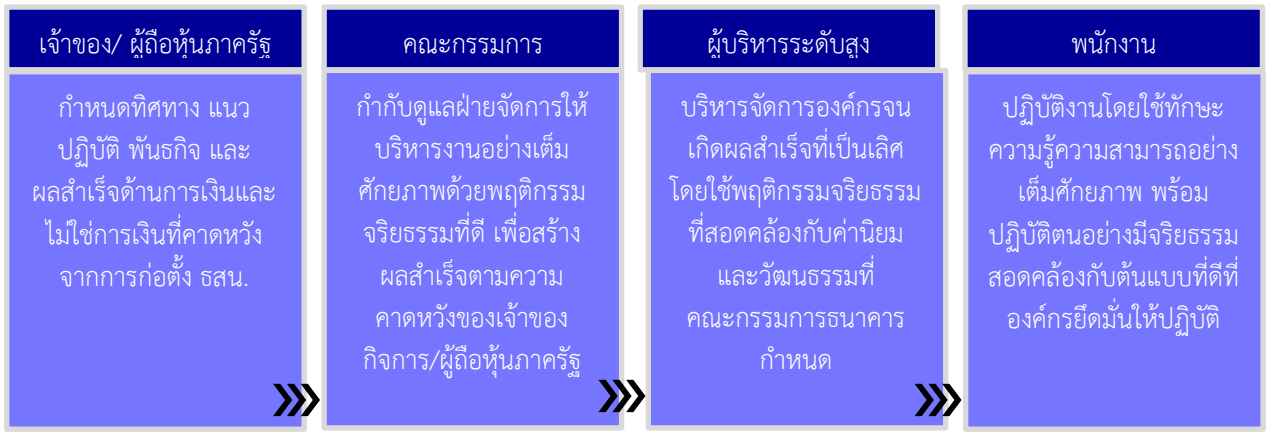 เจ้าของ/ ผู้ถือหุ้นภาครัฐ
กำหนดทิศทาง แนว
ปฏิบัติ พันธกิจ และ
ผลสำเร็จด้านการเงินและ
ไม่ใช่การเงินที่คาดหวัง
จากการก่อตั้ง ธสน.
คณะกรรมการ
กำกับดูแลฝ่ายจัดการให้
บริหารงานอย่างเต็ม
ศักยภาพด้วยพฤติกรรม
จริยธรรมที่ดี เพื่อสร้าง
ผลสำเร็จตามความ
คาดหวังของเจ้าของ
กิจการ/ผู้ถือหุ้นภาครัฐ
ผู้บริหารระดับสูง
บริหารจัดการองค์กรจน
เกิดผลสำเร็จที่เป็นเลิศ
โดยใช้พฤติกรรมจริยธรรม
ที่สอดคล้องกับค่านิยม
และวัฒนธรรมที่
คณะกรรมการธนาคาร
กำหนด
พนักงาน
ปฏิบัติงานโดยใช้ทักษะ
ความรู้ความสามารถอย่าง
เต็มศักยภาพ พร้อม
ปฏิบัติตนอย่างมีจริยธรรม
สอดคล้องกับต้นแบบที่ดีที่
องค์กรยึดมั่นให้ปฏิบัติ